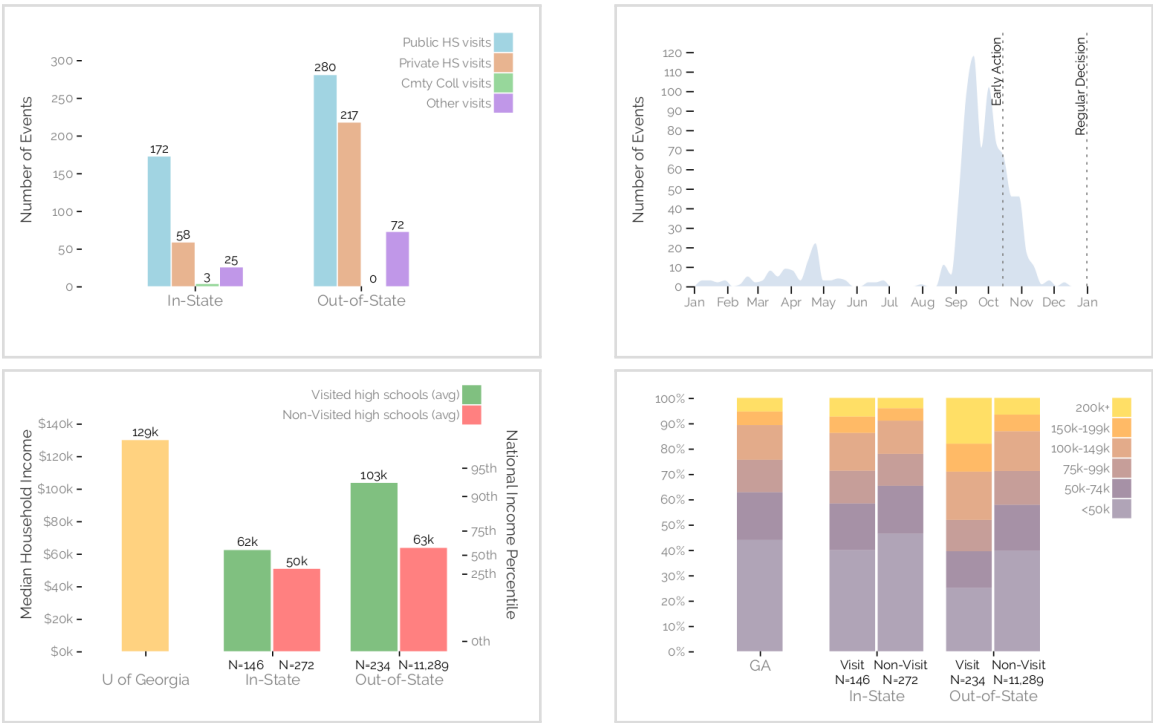 Public HS visits
Private HS visits
Cmty Coll visits
Other visits
Number of Events
300
250
200
150
100
50
0
172
58
3
25
280
217
0
72
In-State
Out-of-State
Number of Events
120
110
100
90
80
70
60
50
40
30
20
10
0
Early Action
Regular Decision
Jan Feb Mar Apr May Jun Jul Aug Sep Oct Nov Dec Jan
Visited high schools (avg)
Non-Visited high schools (avg)
Median Household Income
$140k
$120k
$100k
$80k
$60k
$40k
$20k
$0k
129k
62k
50k
103k
63k
National Income Percentile
95th
90th
75th
50th
25th
0th
N=146 N=272 N=234 N=11,289
U of Georgia In-State Out-of-State
100%
90%
80%
70%
60%
50%
40%
30%
20%
10%
0%
200k+
150k-199k
100k-149k
75k-99k
50k-74k
<50k
GA
Visit Non-Visit Visit Non-Visit
N=146 N=272 N=234 N=11,289
In-State Out-of-State